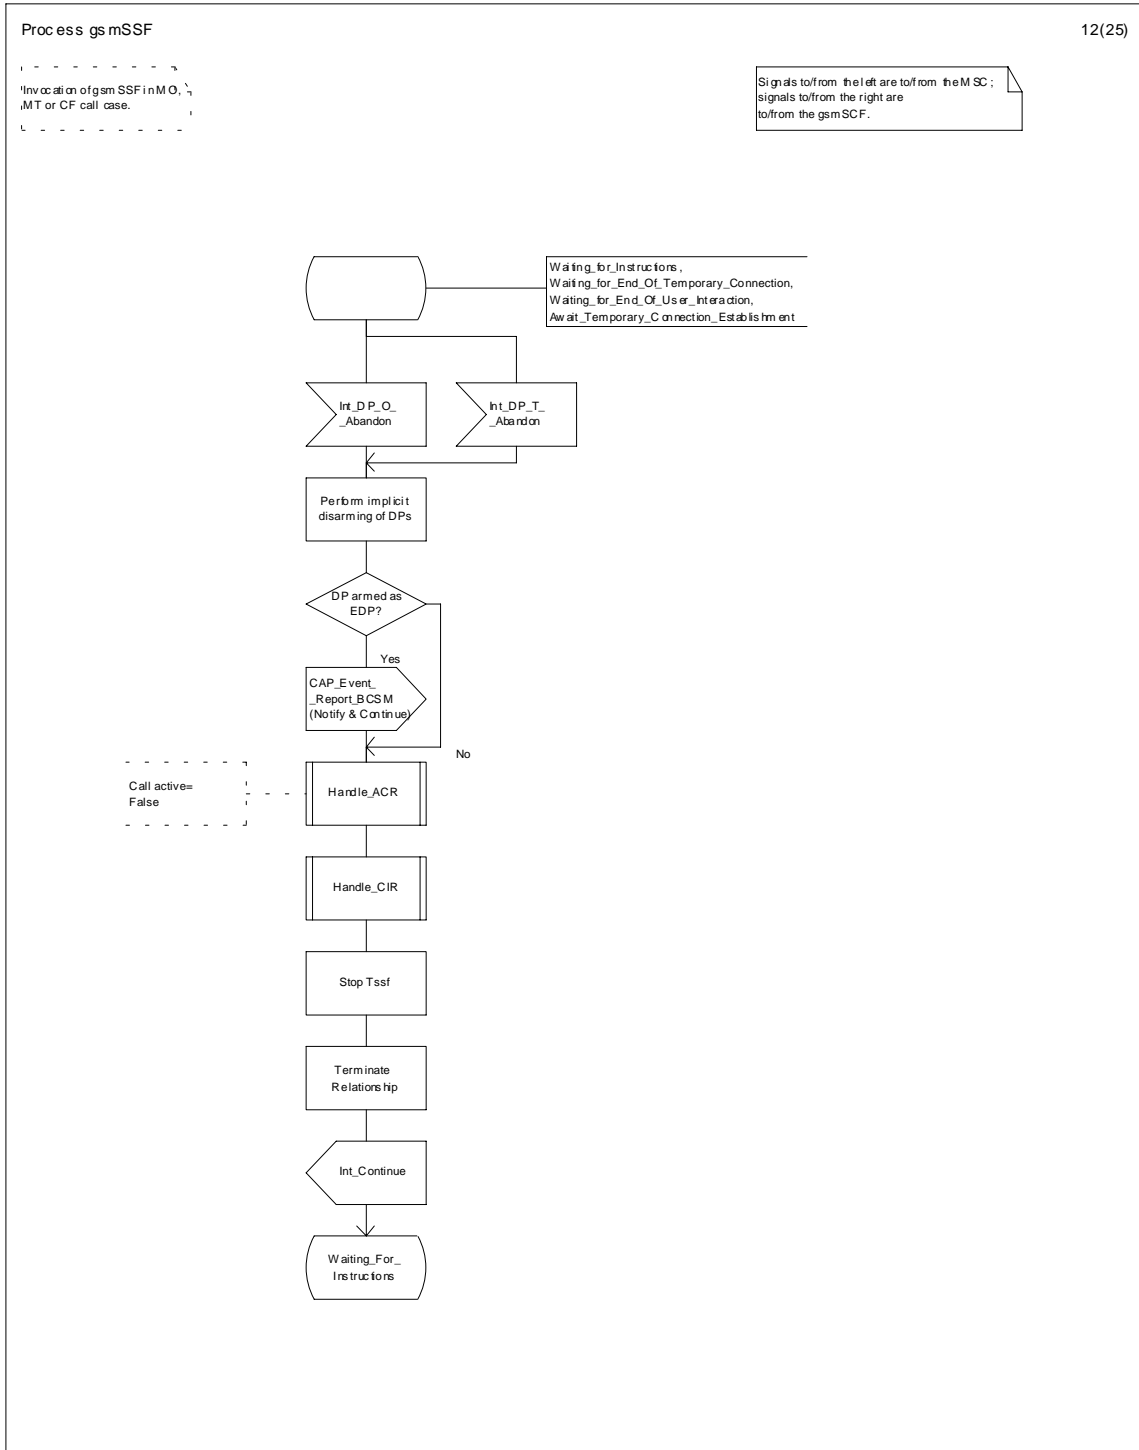 Process gsmSSF
12(25)
Invocation of gsmSSF in MO,
MT or CF call case.
Signals to/from the left are to/from the MSC;
signals to/from the right are
to/from the gsmSCF.
Waiting_for_Instructions,
Waiting_for_End_Of_Temporary_Connection,
Waiting_for_End_Of_User_Interaction,
Await_Temporary_Connection_Establishment
Int_DP_O_
_Abandon
Int_DP_T_
_Abandon
Perform implicit
disarming of DPs
DP armed as
EDP?
Yes
CAP_Event_
_Report_BCSM
(Notify & Continue)
No
Call active=
False
Handle_ACR
Handle_CIR
Stop Tssf
Terminate
Relationship
Int_Continue
Waiting_For_
Instructions